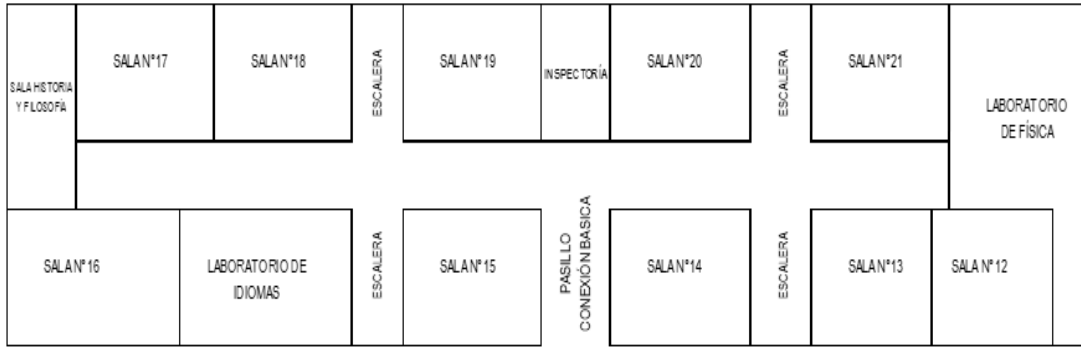 SALA HISTORIA
Y FILOSOFÍA
SALA N°17
SALA N°18
ESCALERA
SALA N°19
INSPECTORÍA
SALA N°20
ESCALERA
SALA N°21
LABORATORIO
DE FÍSICA
SALA N°16
LABORATORIO DE
IDIOMAS
ESCALERA
SALA N°15
PASILLO
CONEXIÓN BASICA
SALA N°14
ESCALERA
SALA N°13
SALA N°12